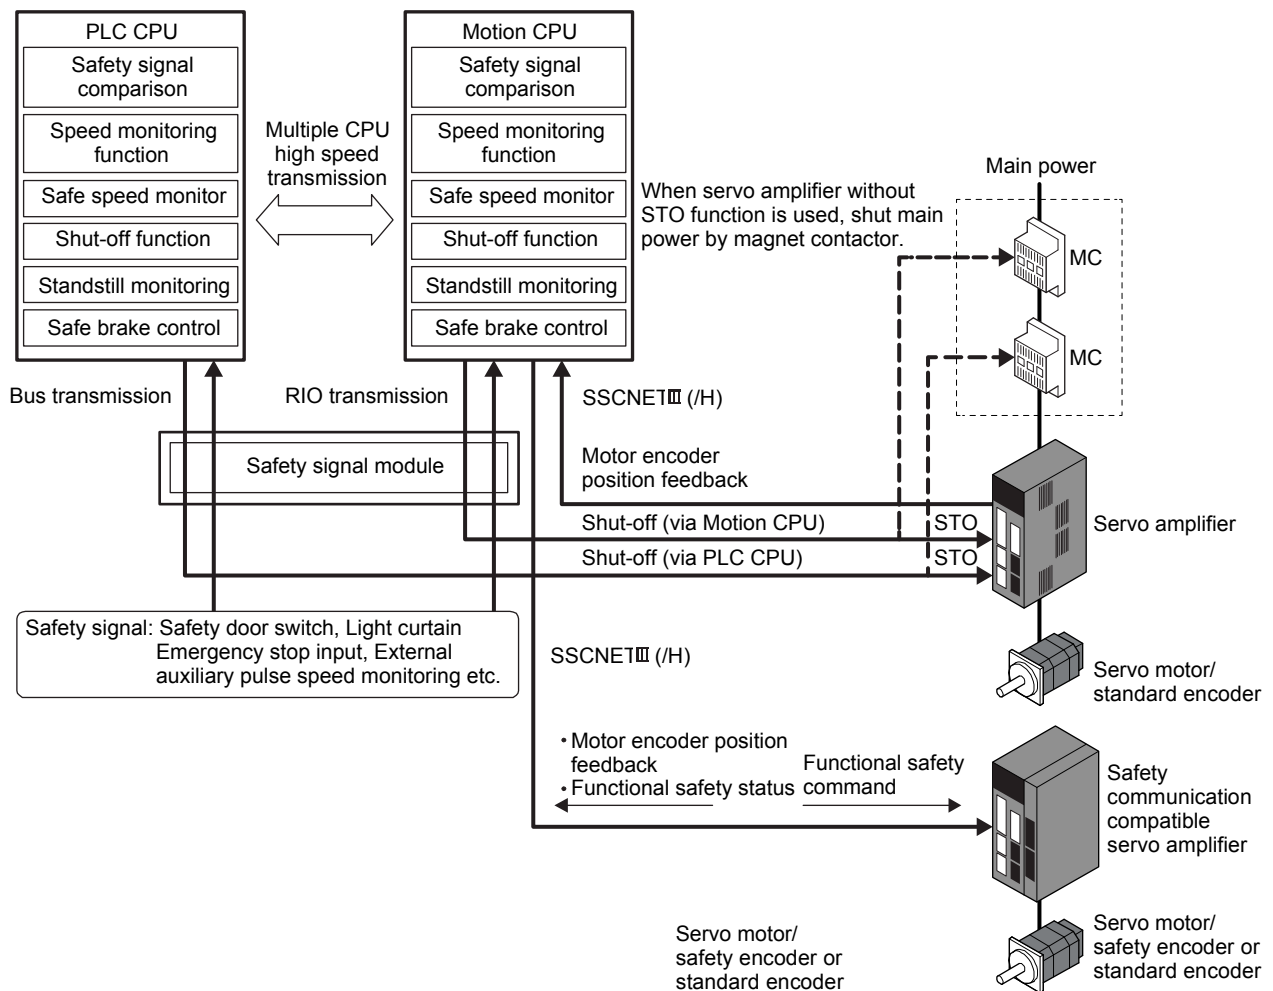 PLC CPU
Safety signal
comparison
Speed monitoring
function
Safe speed monitor
Shut-off function
Standstill monitoring
Safe brake control
Multiple CPU
high speed
transmission
Motion CPU
Safety signal
comparison
Speed monitoring
function
Safe speed monitor
Shut-off function
Standstill monitoring
Safe brake control
When servo amplifier without
STO function is used, shut main
power by magnet contactor.
Main power
MC
MC
Bus transmission
RIO transmission
SSCNETⅢ (/H)
Safety signal module
Motor encoder
position feedback
Shut-off (via Motion CPU)
STO
Shut-off (via PLC CPU)
STO
Servo amplifier
Safety signal: Safety door switch, Light curtain
Emergency stop input, External
auxiliary pulse speed monitoring etc.
SSCNETⅢ (/H)
Servo motor/
standard encoder
・Motor encoder position
feedback
・Functional safety status
Functional safety
command
Safety
communication
compatible
servo amplifier
Servo motor/
safety encoder or
standard encoder
Servo motor/
safety encoder or
standard encoder